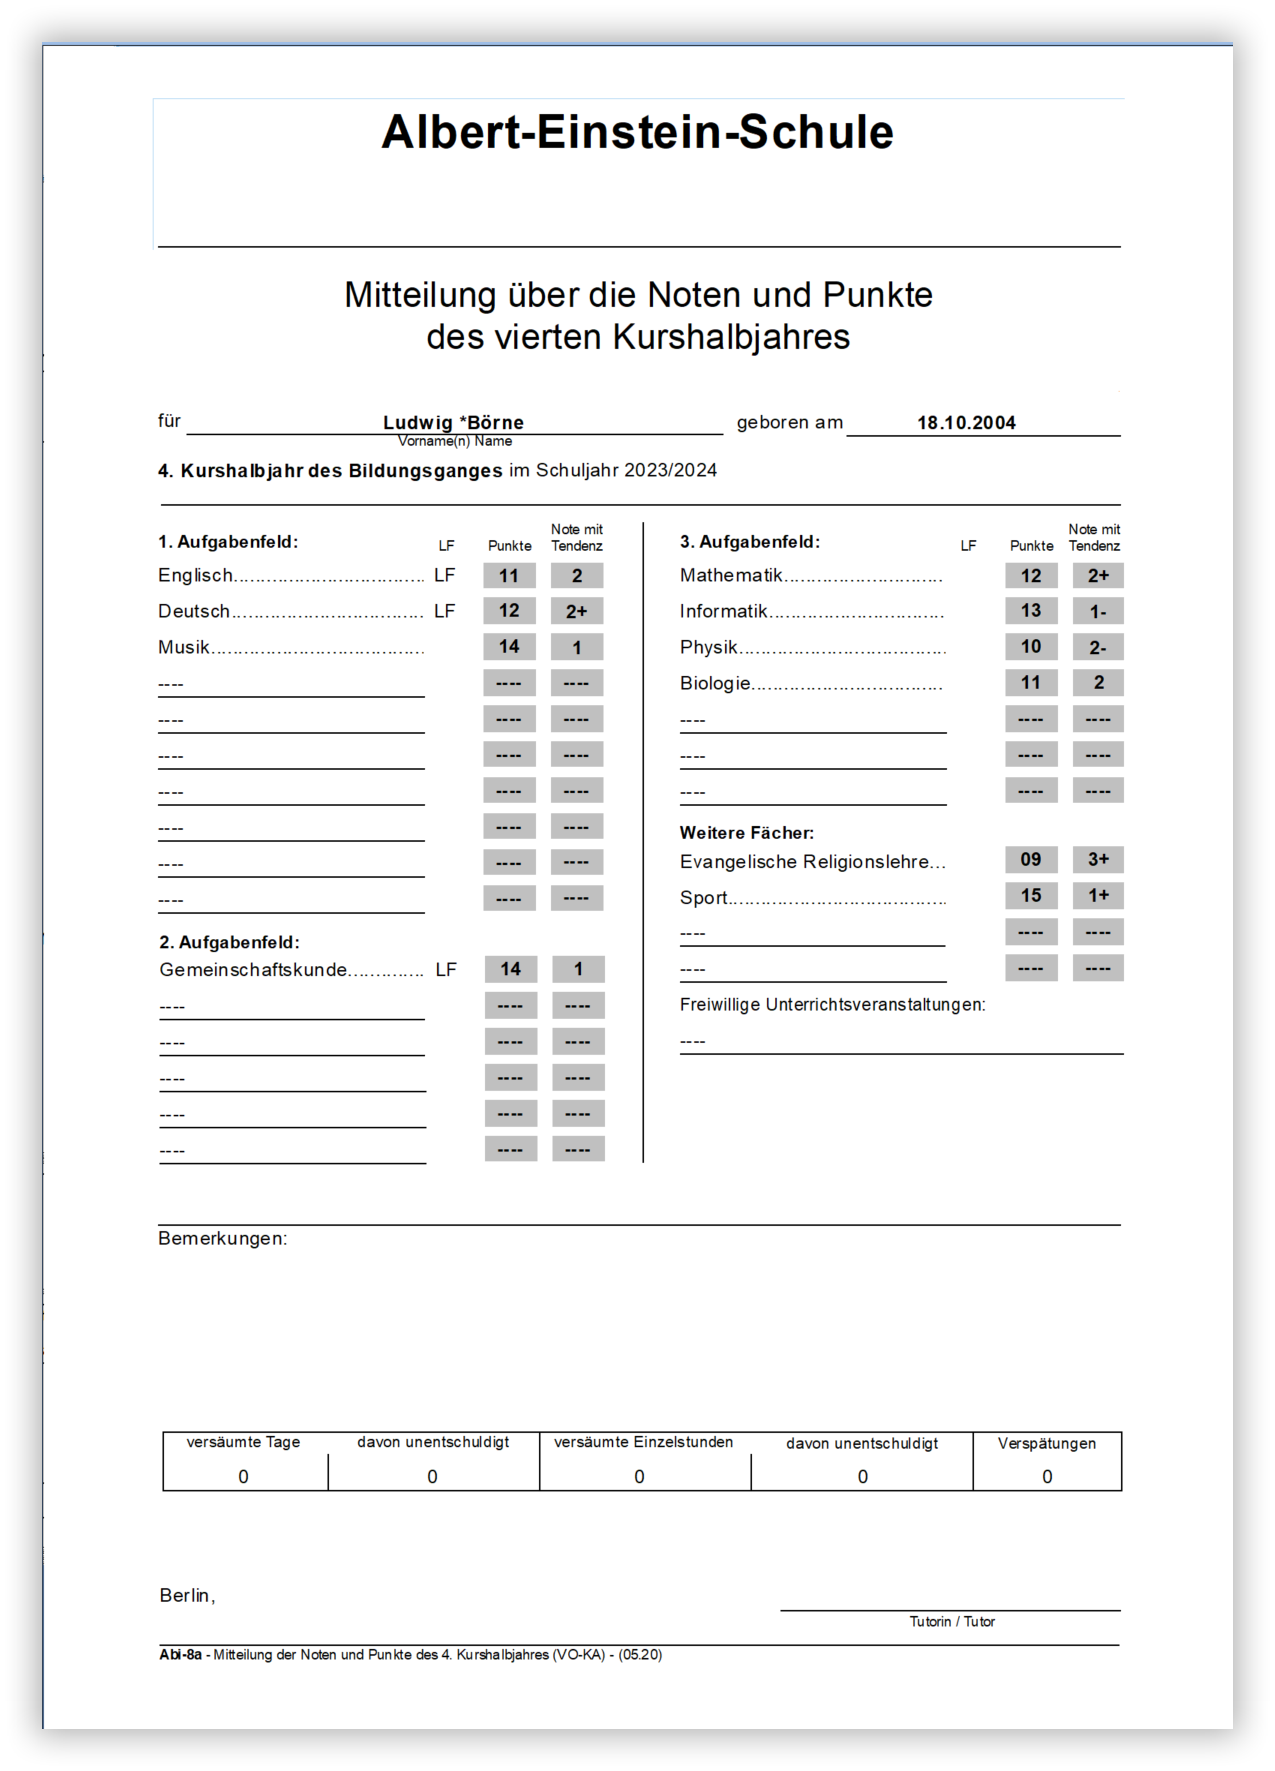 Albert-Einstein-Schule
Mitteilung über die Noten und Punkte
des vierten Kurshalbjahres
für Ludwig *Börne geboren am 18.10.2004
Vorname(n) Name
4. Kurshalbjahr des Bildungsganges im Schuljahr 2023/2024
1. Aufgabenfeld: LF Punkte Note mit Tendenz
Englisch LF 11 2
Deutsch LF 12 2+
Musik 14 1
---- ---- ----
---- ---- ----
---- ---- ----
---- ---- ----
---- ---- ----
---- ---- ----
---- ---- ----
2. Aufgabenfeld:
Gemeinschaftskunde LF 14 1
---- ---- ----
---- ---- ----
---- ---- ----
---- ---- ----
---- ---- ----
3. Aufgabenfeld: LF Punkte Note mit Tendenz
Mathematik 12 2+
Informatik 13 1-
Physik 10 2-
Biologie 11 2
---- ---- ----
---- ---- ----
---- ---- ----
Weitere Fächer:
Evangelische Religionslehre... 09 3+
Sport 15 1+
---- ---- ----
---- ---- ----
Freiwillige Unterrichtsveranstaltungen:
----
Bemerkungen:
versäumte Tage davon unentschuldigt versäumte Einzelstunden davon unentschuldigt Verspätungen
0 0 0 0 0
Berlin,
Tutorin / Tutor
Abi-8a - Mitteilung der Noten und Punkte des 4. Kurshalbjahres (VO-KA) - (05.20)